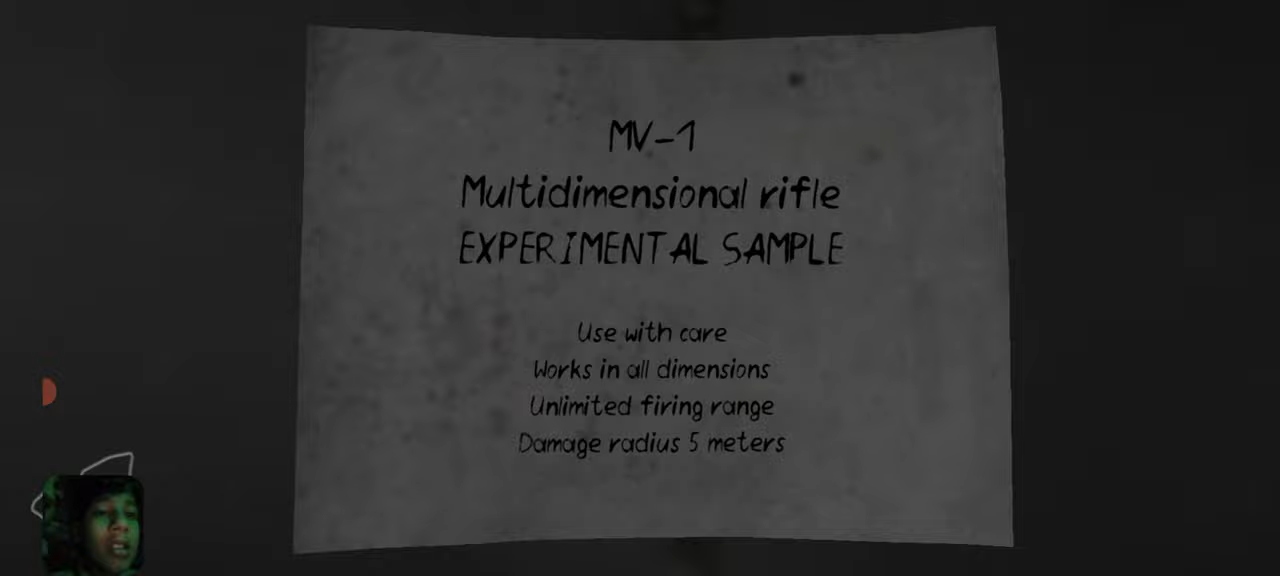 MV-1
Multidimensional rifle
EXPERIMENTAL SAMPLE
Use with care
Works in all dimensions
Unlimited firing range
Damage radius 5 meters